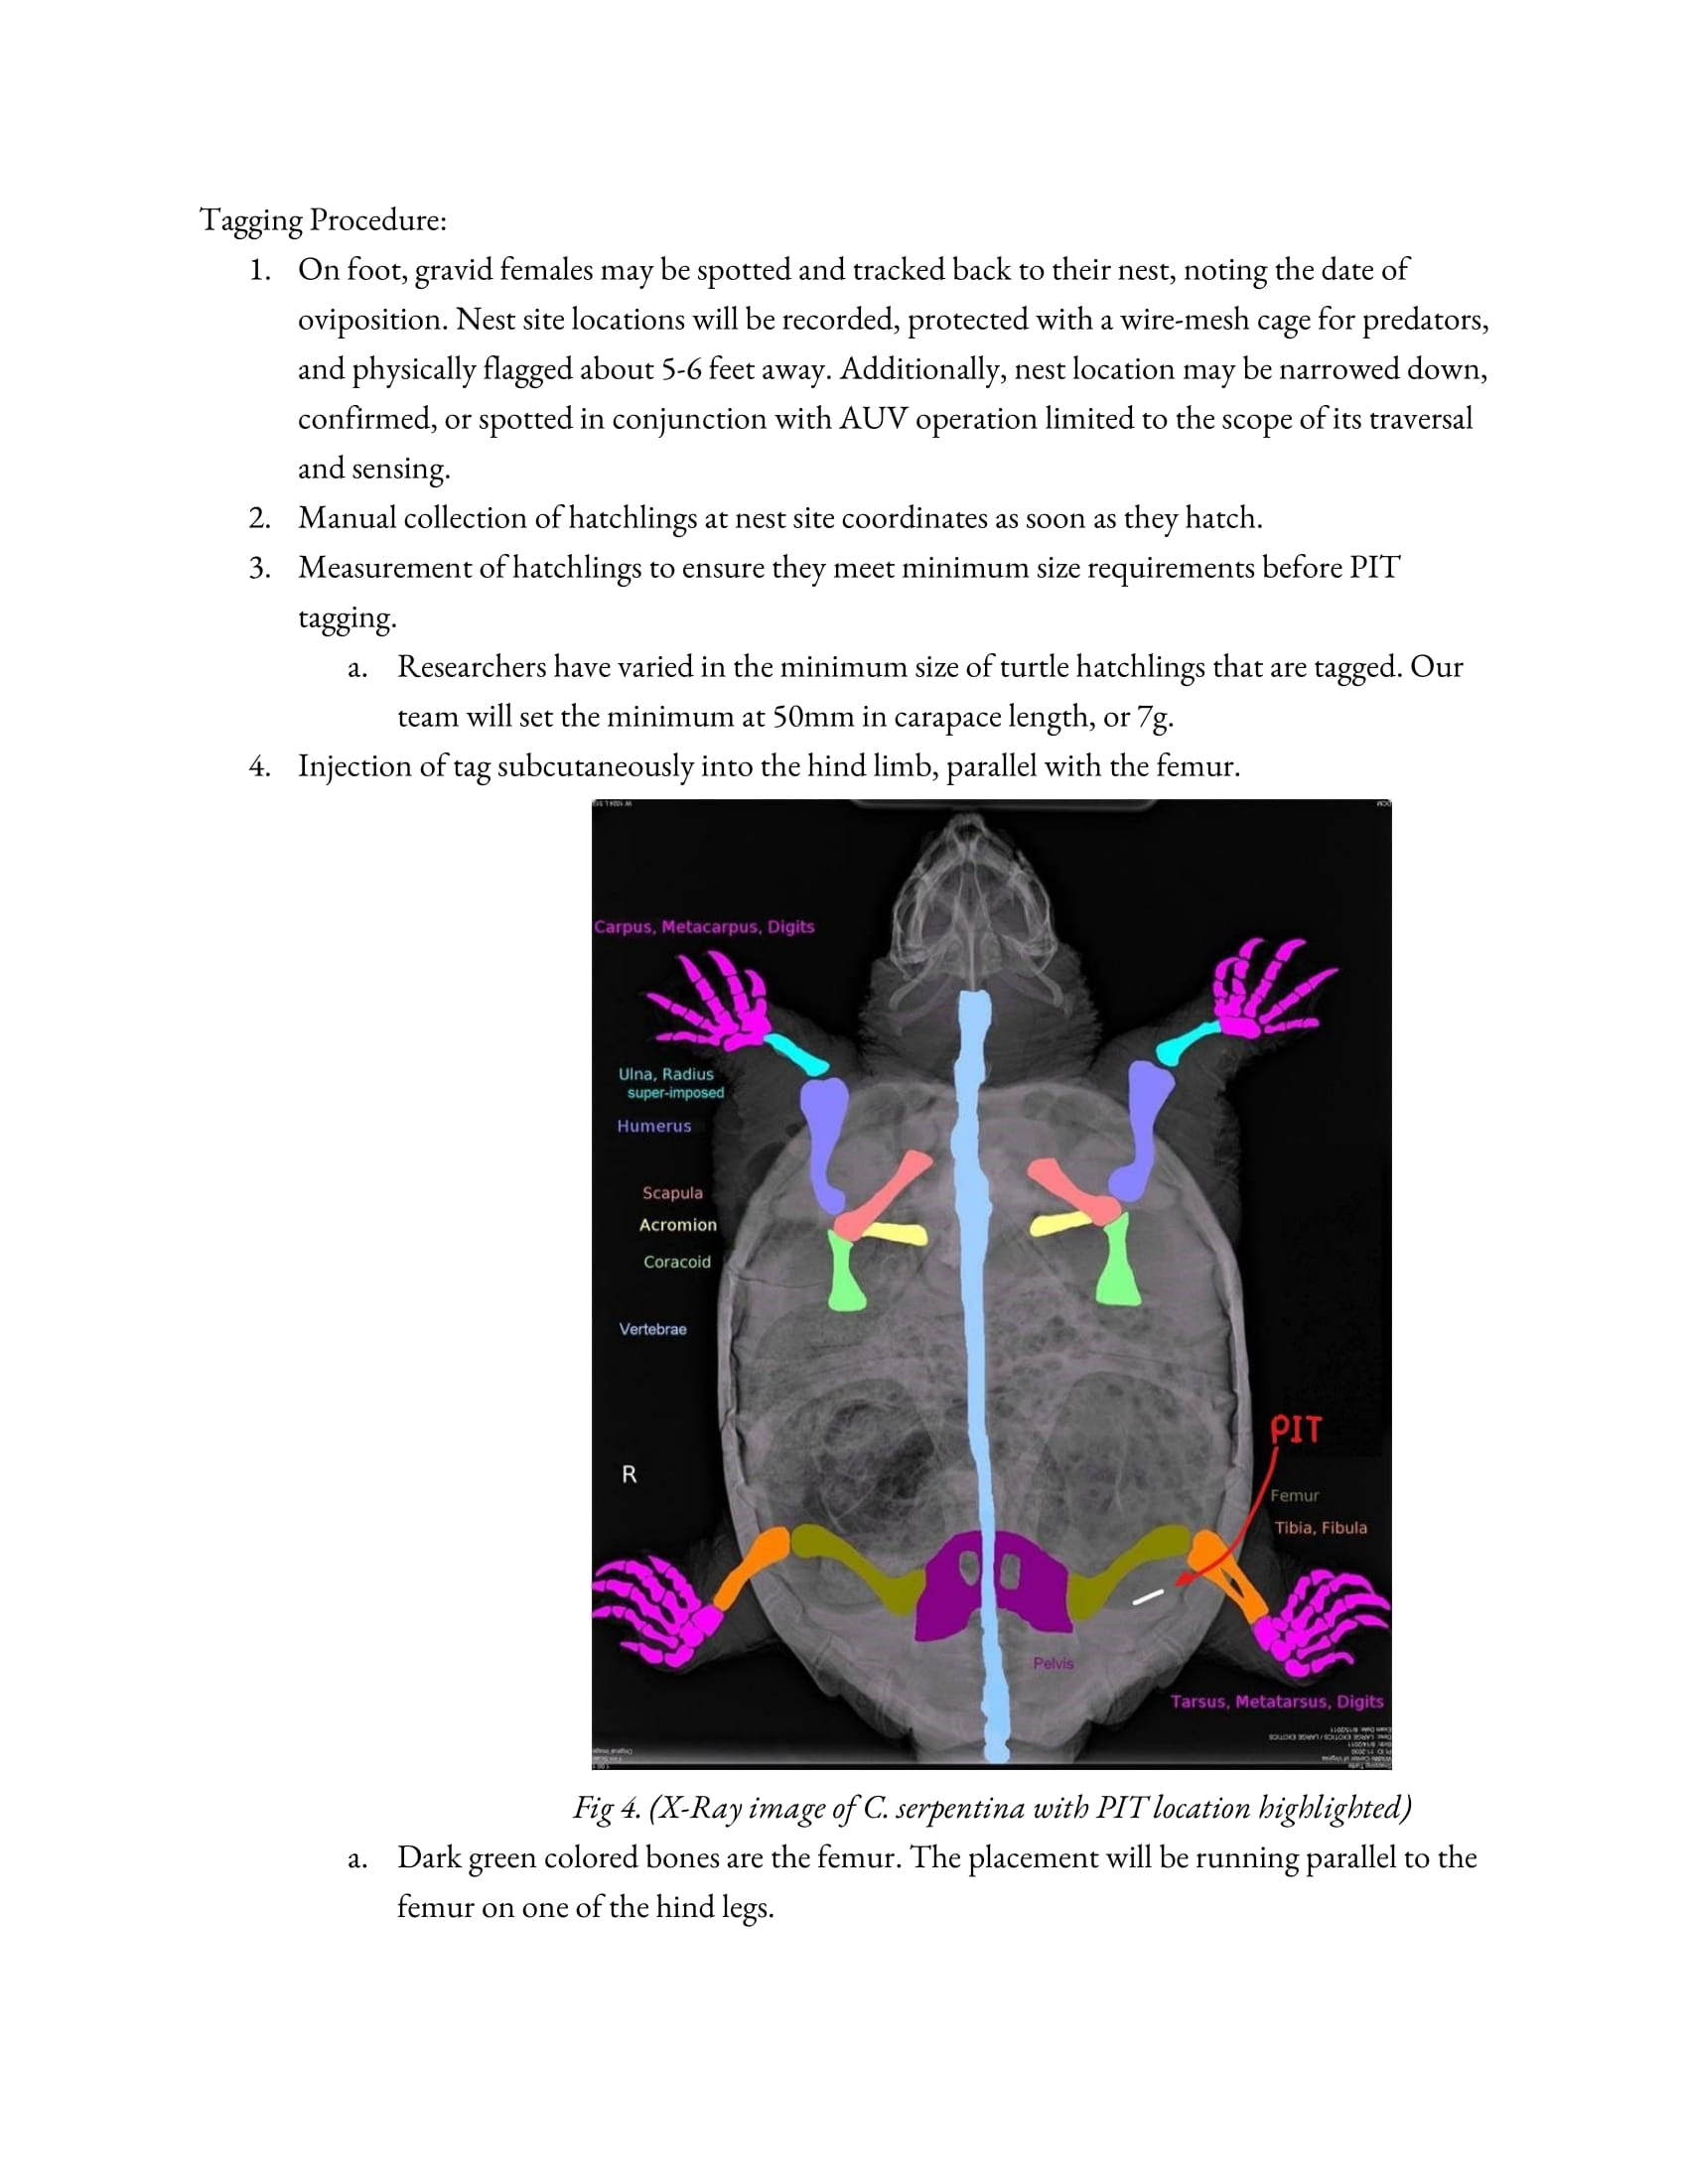 Tagging Procedure:
1. On foot, gravid females may be spotted and tracked back to their nest, noting the date of
oviposition. Nest site locations will be recorded, protected with a wire-mesh cage for predators,
and physically flagged about 5-6 feet away. Additionally, nest location may be narrowed down,
confirmed, or spotted in conjunction with AUV operation limited to the scope of its traversal
and sensing.
2. Manual collection of hatchlings at nest site coordinates as soon as they hatch.
3. Measurement of hatchlings to ensure they meet minimum size requirements before PIT
tagging.
a. Researchers have varied in the minimum size of turtle hatchlings that are tagged. Our
team will set the minimum at 50mm in carapace length, or 7g.
4. Injection of tag subcutaneously into the hind limb, parallel with the femur.
Carpus, Metacarpus, Digits
Ulna, Radius
super-imposed
Humerus
Scapula
Acromion
Coracoid
Vertebrae
PIT
R
Femur
Tibia, Fibula
Pelvis
Tarsus, Metatarsus, Digits
Fig 4. (X-Ray image of C. serpentina with PIT location highlighted)
a. Dark green colored bones are the femur. The placement will be running parallel to the
femur on one of the hind legs.